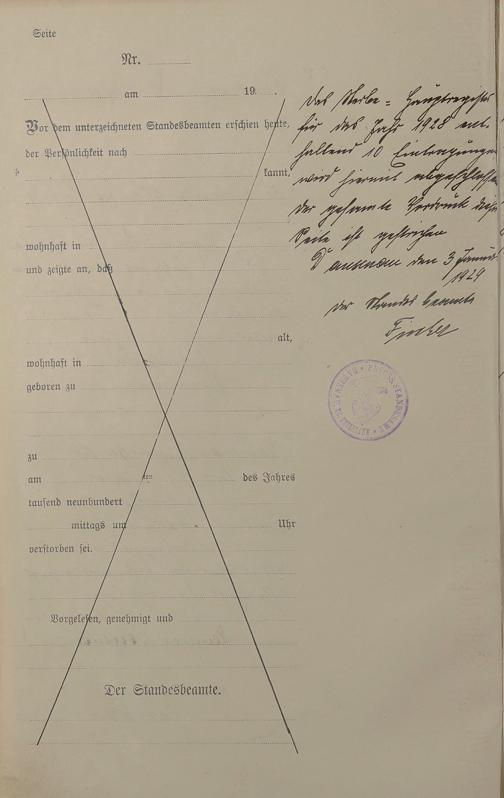 Seite
Nr.
am 19
Vor dem unterzeichneten Standesbeamten erschien heute,
der Persönlichkeit nach
kannt,
wohnhaft in
und zeigte an, daß
alt,
wohnhaft in
geboren zu
zu
am ten des Jahres
tausend neunhundert
mittags um Uhr
verstorben sei.
Vorgelesen, genehmigt und
Der Standesbeamte.
Das Sterbe = Hauptregister
für das Jahr 1928 ent-
haltend 10 Eintragungen
wird hiermit abgeschlossen
Der gesamte Vordruck dieser
Seite ist gestrichen
Dausenau den 3 Januar
1929
der Standesbeamte
Fischer